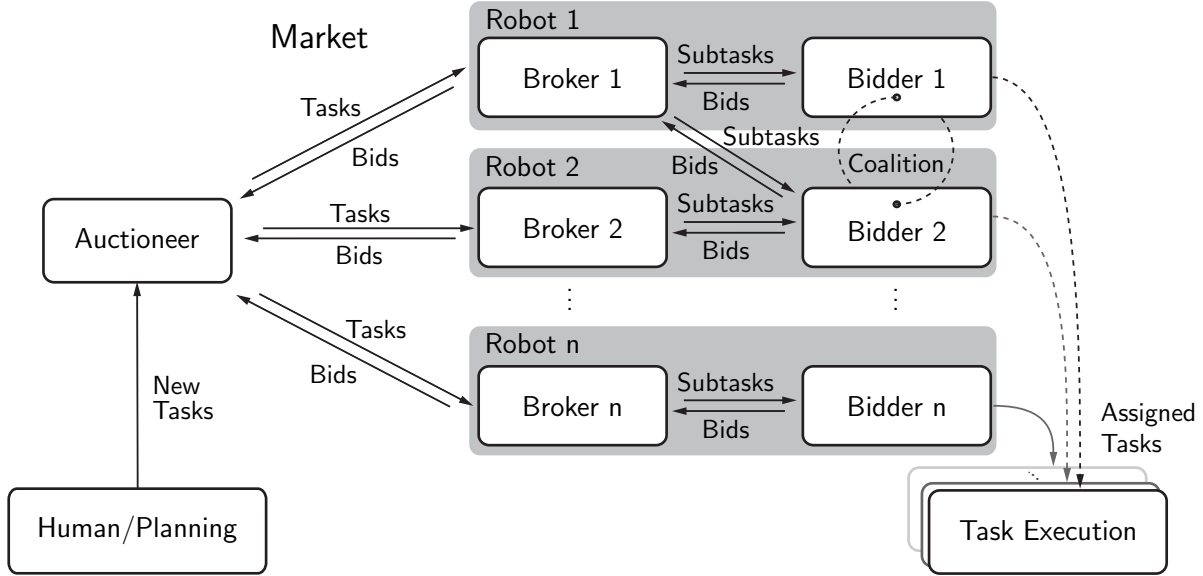 Market
Robot 1
Broker 1
Subtasks
Bids
Bidder 1
Tasks
Bids
Subtasks
Bids
Coalition
Robot 2
Broker 2
Subtasks
Bids
Bidder 2
Auctioneer
Tasks
Bids
Tasks
Bids
Robot n
Broker n
Subtasks
Bids
Bidder n
New
Tasks
Assigned
Tasks
Human/Planning
Task Execution